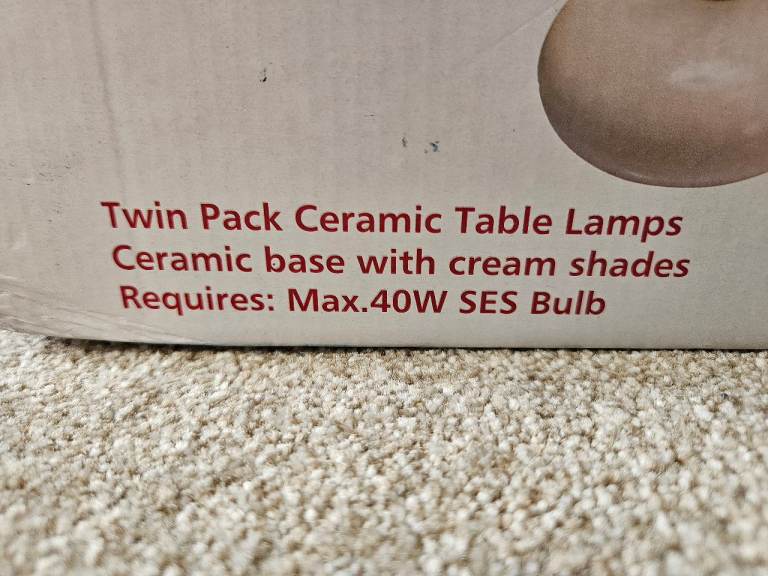 Twin Pack Ceramic Table Lamps
Ceramic base with cream shades
Requires: Max.40W SES Bulb